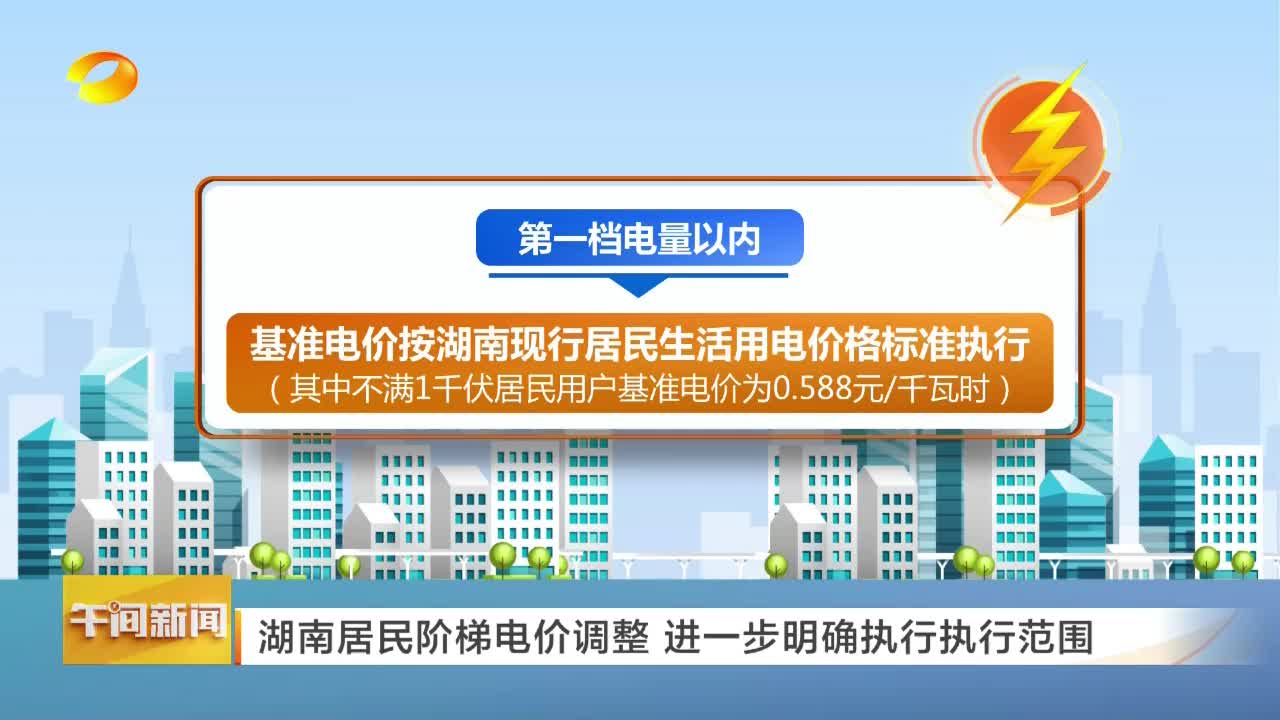 第一档电量以内
基准电价按湖南现行居民生活用电价格标准执行
（其中不满1千伏居民用户基准电价为0.588元/千瓦时）
午间新闻
湖南居民阶梯电价调整 进一步明确执行执行范围